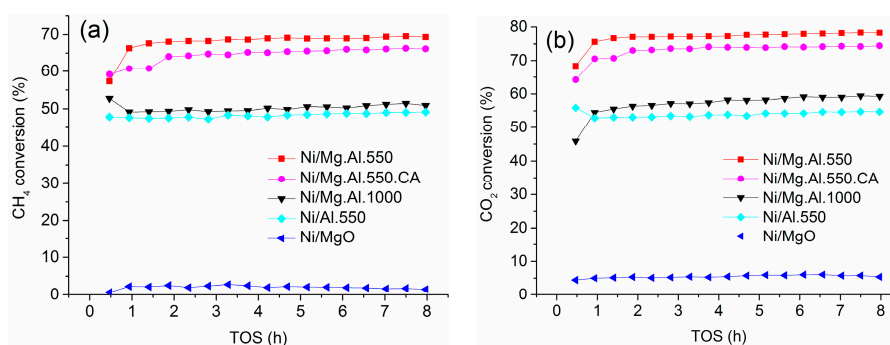 (a)
CH4 conversion (%)
75
70
60
50
40
30
20
10
0
Ni/Mg.Al.550
Ni/Mg.Al.550.CA
Ni/Mg.Al.1000
Ni/Al.550
Ni/MgO
0 1 2 3 4 5 6 7 8
TOS (h)
(b)
CO2 conversion (%)
80
70
60
50
40
30
20
10
0
Ni/Mg.Al.550
Ni/Mg.Al.550.CA
Ni/Mg.Al.1000
Ni/Al.550
Ni/MgO
0 1 2 3 4 5 6 7 8
TOS (h)